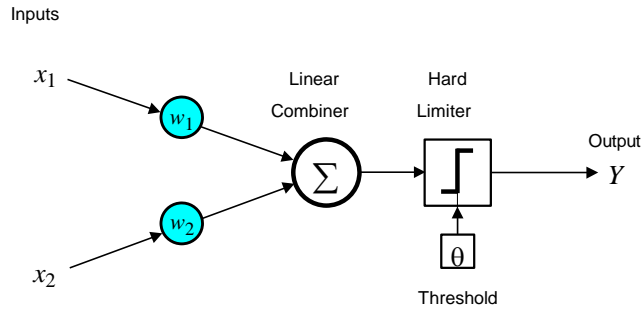 Inputs
x1
Linear
Combiner
Hard
Limiter
w1
Output
∑
Y
w2
θ
x2
Threshold